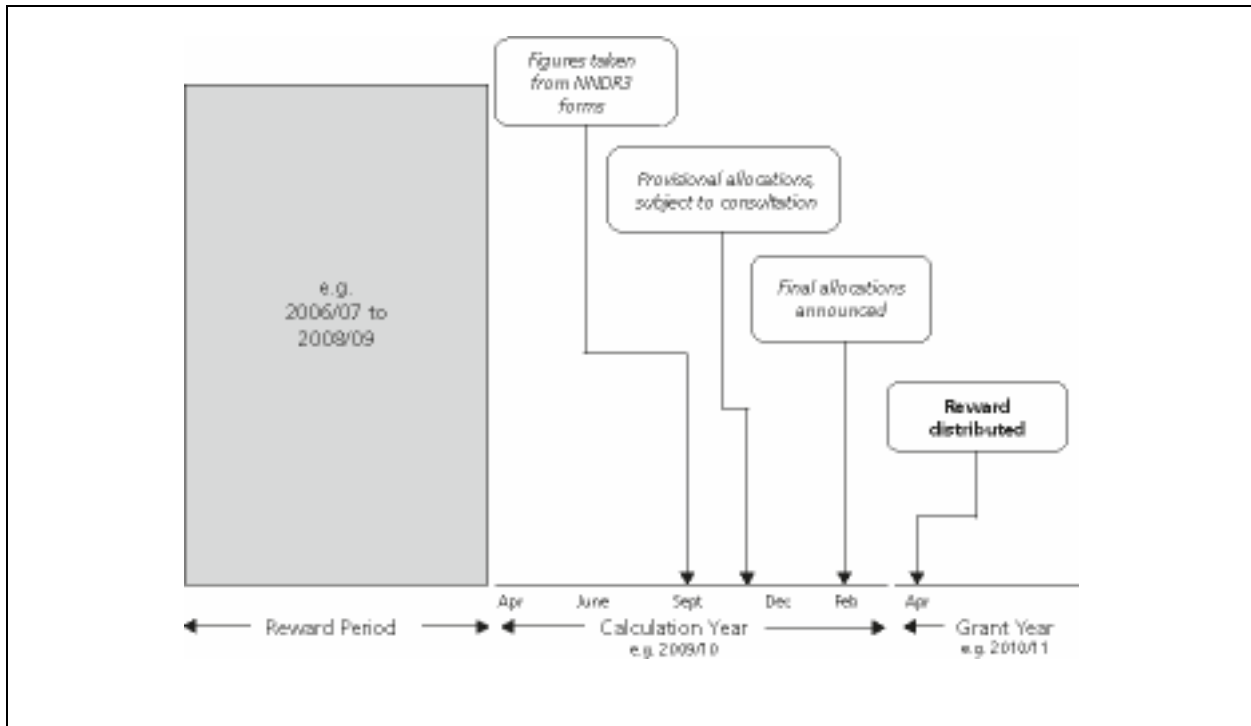 Figures taken
from NNDR3
forms
Provisional allocations,
subject to consultation
Final allocations
announced
e.g.
2006/07 to
2008/09
Reward
distributed
Apr June Sept Dec Feb Apr
Reward Period Calculation Year Grant Year
e.g. 2009/10 e.g. 2010/11